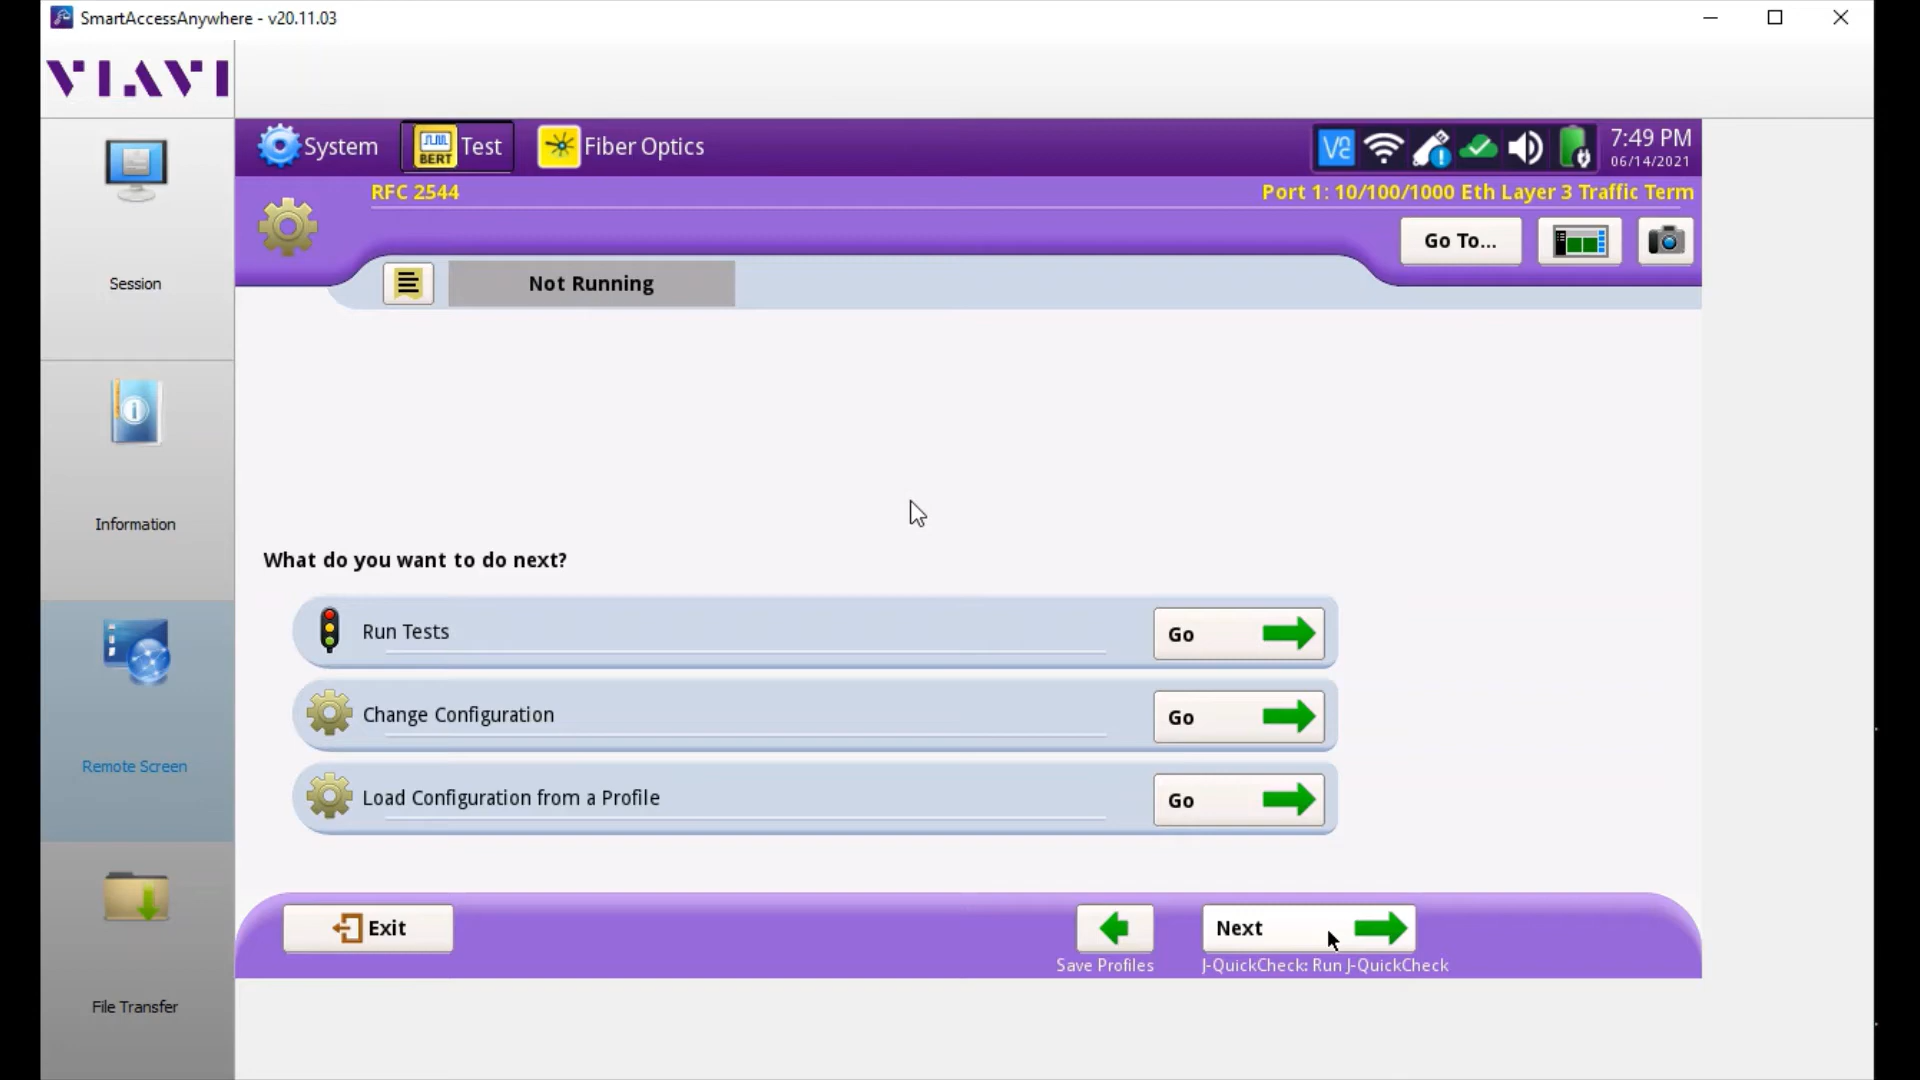 SmartAccessAnywhere - v20.11.03
VIAVI
Session
Information
Remote Screen
File Transfer
System
BERT
Test
Fiber Optics
7:49 PM
06/14/2021
RFC 2544
Port 1: 10/100/1000 Eth Layer 3 Traffic Term
Go To...
Not Running
What do you want to do next?
Run Tests
Go
Change Configuration
Go
Load Configuration from a Profile
Go
Exit
Save Profiles
Next
J-QuickCheck: Run J-QuickCheck